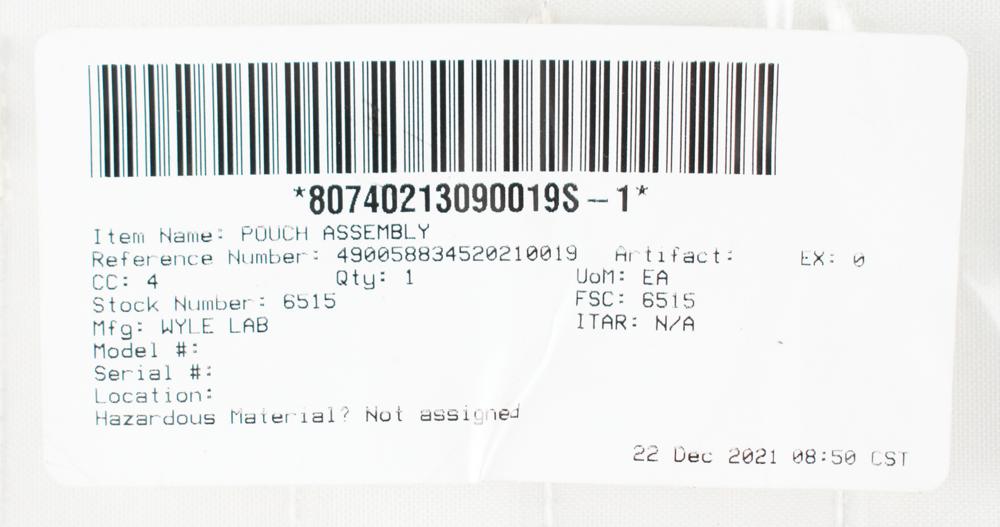 *80740213090019S-1*
Item Name: POUCH ASSEMBLY
Reference Number: 490058834520210019 Artifact: EX: 0
CC: 4 Qty: 1 UoM: EA
Stock Number: 6515 FSC: 6515
Mfg: WYLE LAB ITAR: N/A
Model #:
Serial #:
Location:
Hazardous Material? Not assigned
22 Dec 2021 08:50 CST